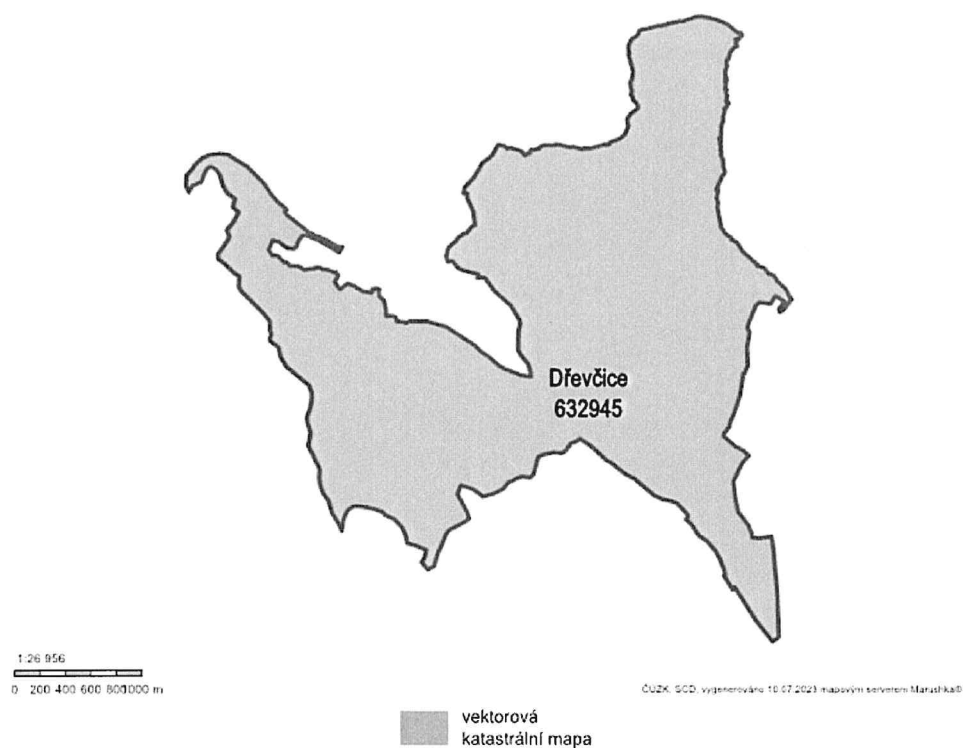 Dřevčice
632945
1:26 956
0 200 400 600 8001000 m
ČÚZK, SCD, vygenerováno 10.07.2023 mapovým serverem Marushka®
vektorová
katastrální mapa